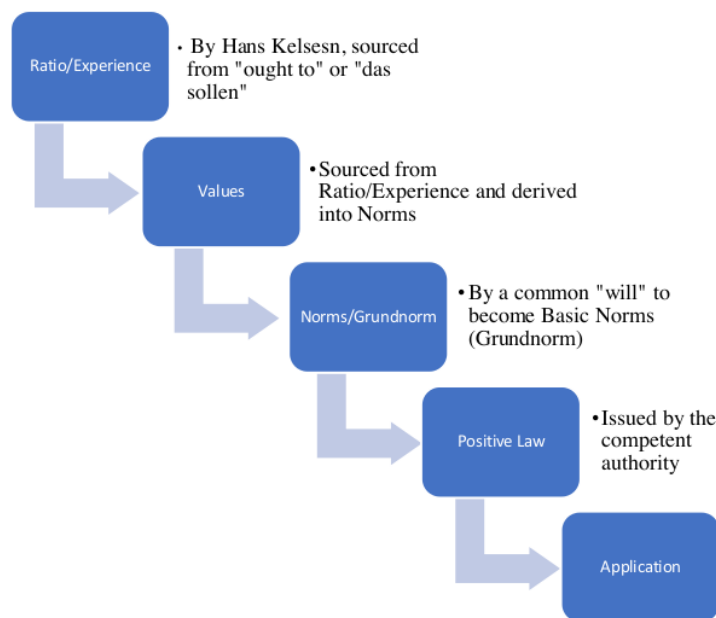 Ratio/Experience
• By Hans Kelsesn, sourced
from "ought to" or "das
sollen"
Values
•Sourced from
Ratio/Experience and derived
into Norms
Norms/Grundnorm
•By a common "will" to
become Basic Norms
(Grundnorm)
Positive Law
•Issued by the
competent
authority
Application